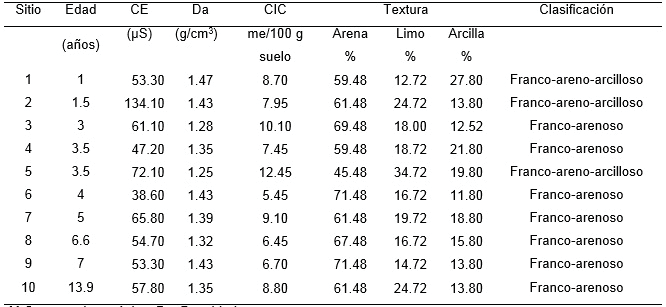 Sitio Edad CE Da CIC Textura Clasificación
(años) (µS) (g/cm³) me/100 g suelo Arena % Limo % Arcilla %
1 1 53.30 1.47 8.70 59.48 12.72 27.80 Franco-areno-arcilloso
2 1.5 134.10 1.43 7.95 61.48 24.72 13.80 Franco-areno-arcilloso
3 3 61.10 1.28 10.10 69.48 18.00 12.52 Franco-arenoso
4 3.5 47.20 1.35 7.45 59.48 18.72 21.80 Franco-arenoso
5 3.5 72.10 1.25 12.45 45.48 34.72 19.80 Franco-areno-arcilloso
6 4 38.60 1.43 5.45 71.48 16.72 11.80 Franco-arenoso
7 5 65.80 1.39 9.10 61.48 19.72 18.80 Franco-arenoso
8 6.6 54.70 1.32 6.45 67.48 16.72 15.80 Franco-arenoso
9 7 53.30 1.43 6.70 71.48 14.72 13.80 Franco-arenoso
10 13.9 57.80 1.35 8.80 61.48 24.72 13.80 Franco-arenoso